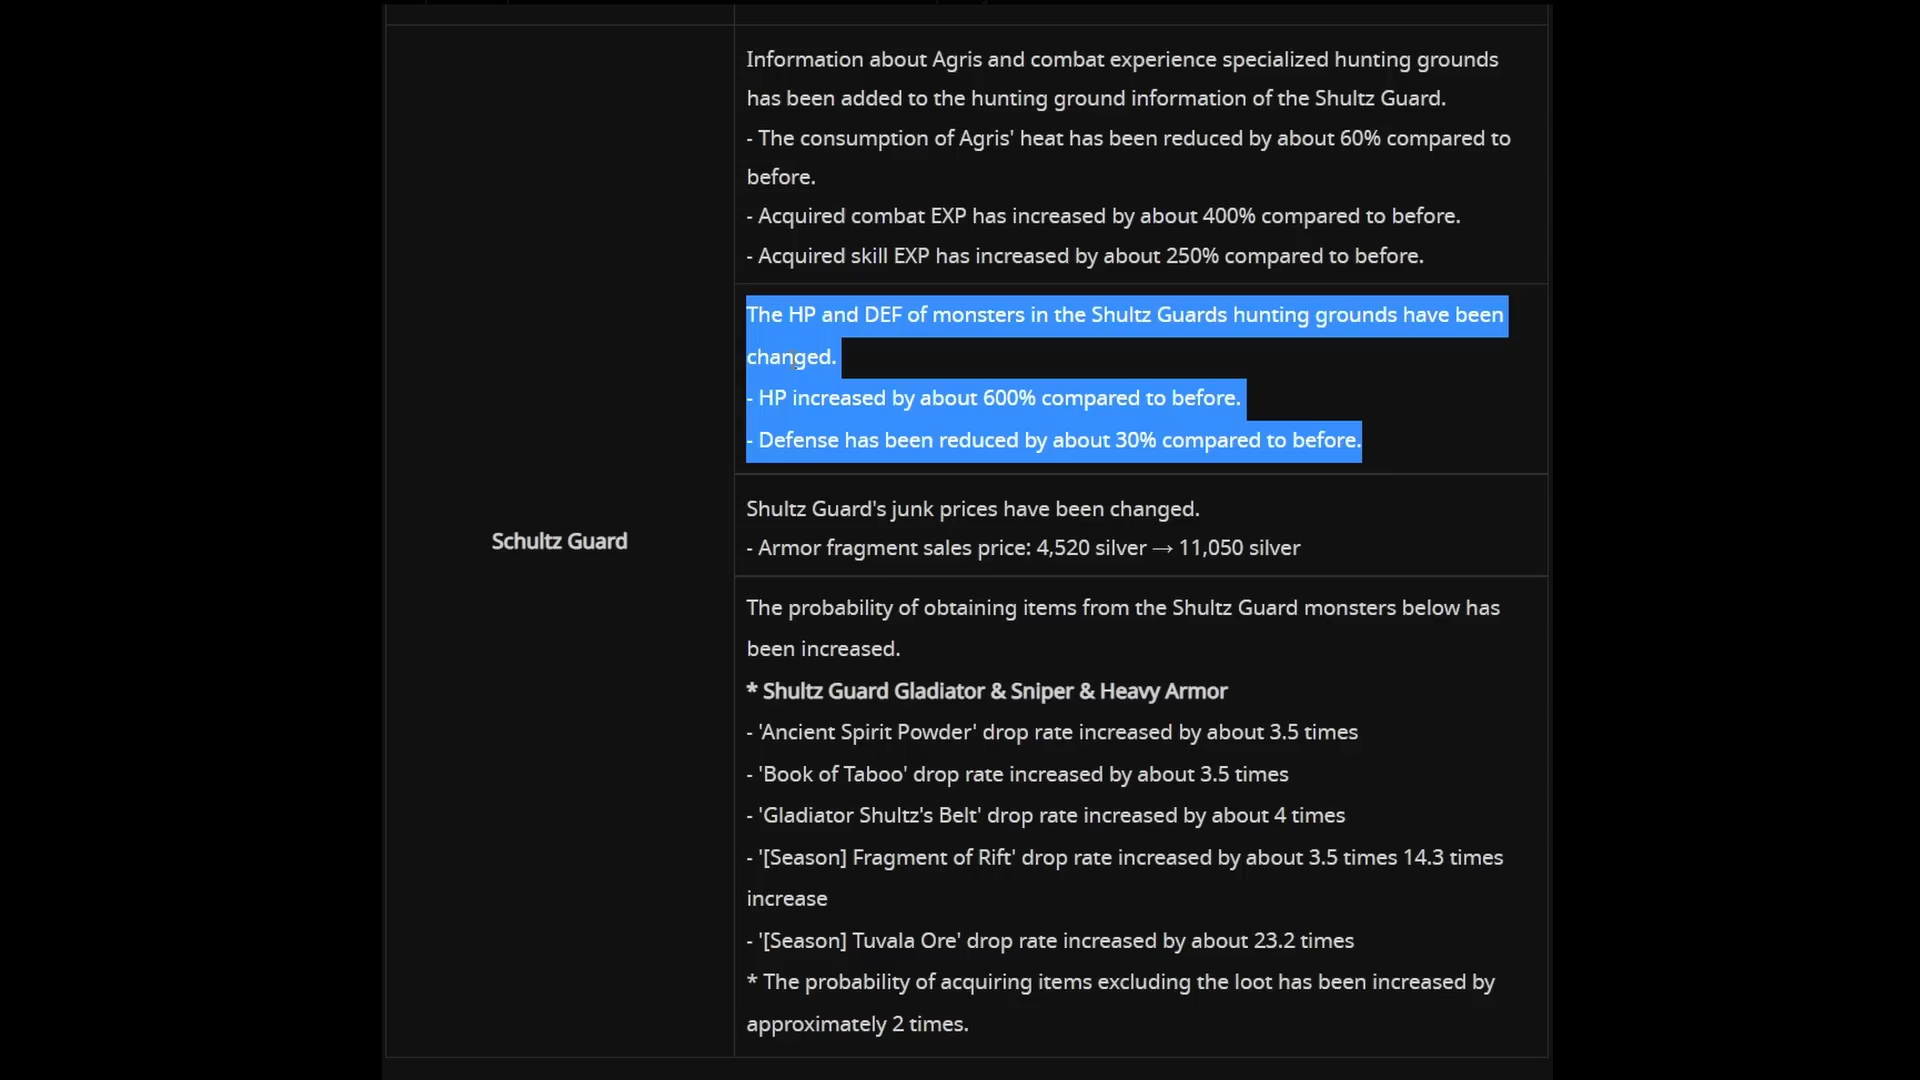 Schultz Guard
Information about Agris and combat experience specialized hunting grounds
has been added to the hunting ground information of the Shultz Guard.
- The consumption of Agris' heat has been reduced by about 60% compared to
before.
- Acquired combat EXP has increased by about 400% compared to before.
- Acquired skill EXP has increased by about 250% compared to before.
The HP and DEF of monsters in the Shultz Guards hunting grounds have been
changed.
- HP increased by about 600% compared to before.
- Defense has been reduced by about 30% compared to before.
Shultz Guard's junk prices have been changed.
- Armor fragment sales price: 4,520 silver → 11,050 silver
The probability of obtaining items from the Shultz Guard monsters below has
been increased.
* Shultz Guard Gladiator & Sniper & Heavy Armor
- 'Ancient Spirit Powder' drop rate increased by about 3.5 times
- 'Book of Taboo' drop rate increased by about 3.5 times
- 'Gladiator Shultz's Belt' drop rate increased by about 4 times
- '[Season] Fragment of Rift' drop rate increased by about 3.5 times 14.3 times
increase
- '[Season] Tuvala Ore' drop rate increased by about 23.2 times
* The probability of acquiring items excluding the loot has been increased by
approximately 2 times.